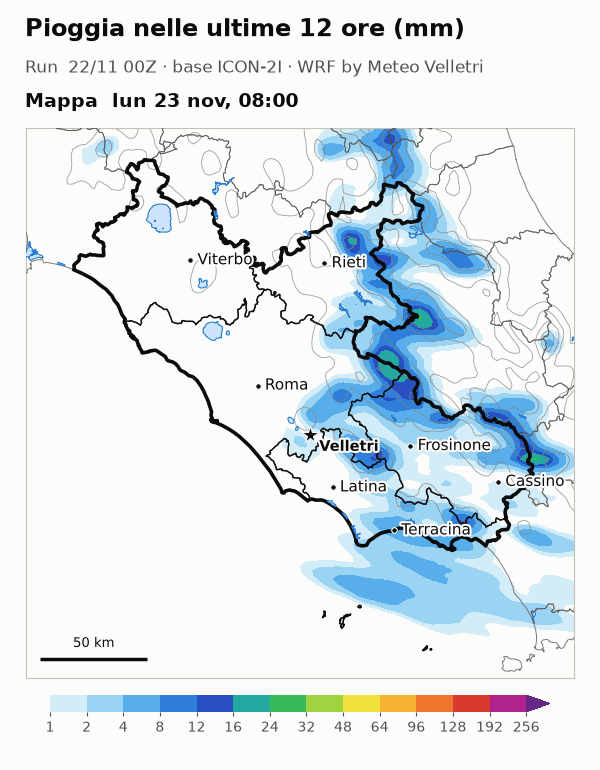 Pioggia nelle ultime 12 ore (mm)
Run  22/11 00Z · base ICON-2I · WRF by Meteo Velletri
Mappa  lun 23 nov, 08:00
Viterbo
Rieti
Roma
Velletri
Frosinone
Cassino
Latina
Terracina
50 km
1 2 4 8 12 16 24 32 48 64 96 128 192 256